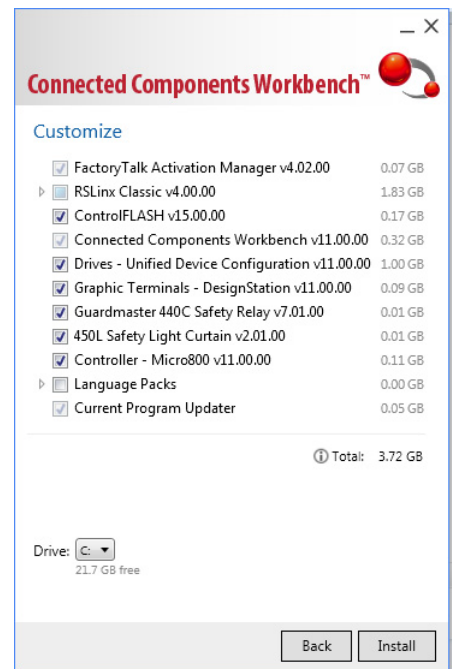 Connected Components Workbench™
Customize
FactoryTalk Activation Manager v4.02.00 0.07 GB
RSLinx Classic v4.00.00 1.83 GB
ControlFLASH v15.00.00 0.17 GB
Connected Components Workbench v11.00.00 0.32 GB
Drives - Unified Device Configuration v11.00.00 1.00 GB
Graphic Terminals - DesignStation v11.00.00 0.09 GB
Guardmaster 440C Safety Relay v7.01.00 0.01 GB
450L Safety Light Curtain v2.01.00 0.01 GB
Controller - Micro800 v11.00.00 0.11 GB
Language Packs 0.00 GB
Current Program Updater 0.05 GB
Total: 3.72 GB
Drive: C:
21.7 GB free
Back Install